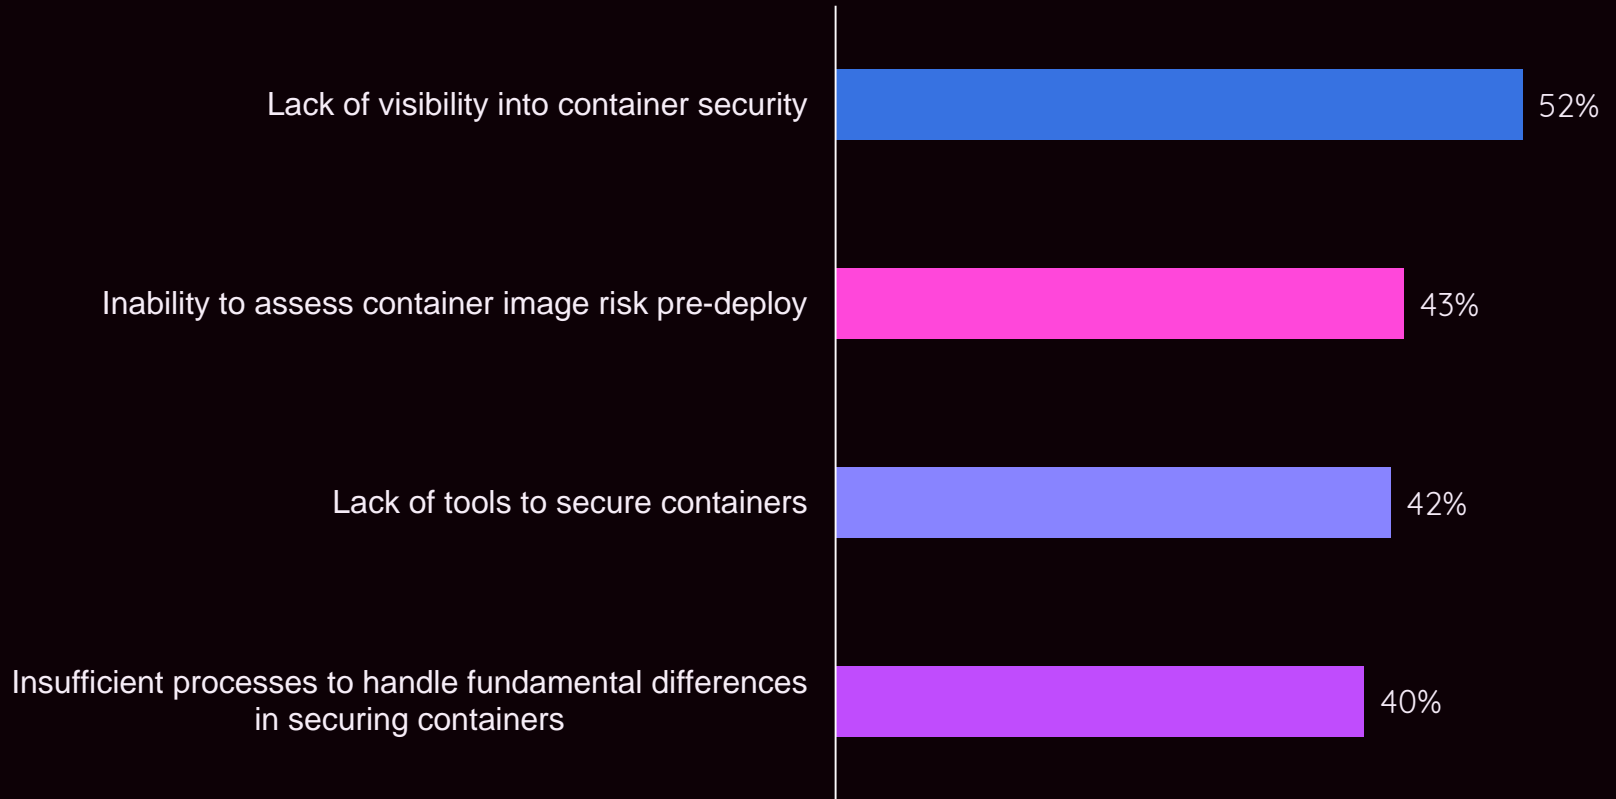 Lack of visibility into container security
52%
Inability to assess container image risk pre-deploy
43%
Lack of tools to secure containers
42%
Insufficient processes to handle fundamental differences
in securing containers
40%